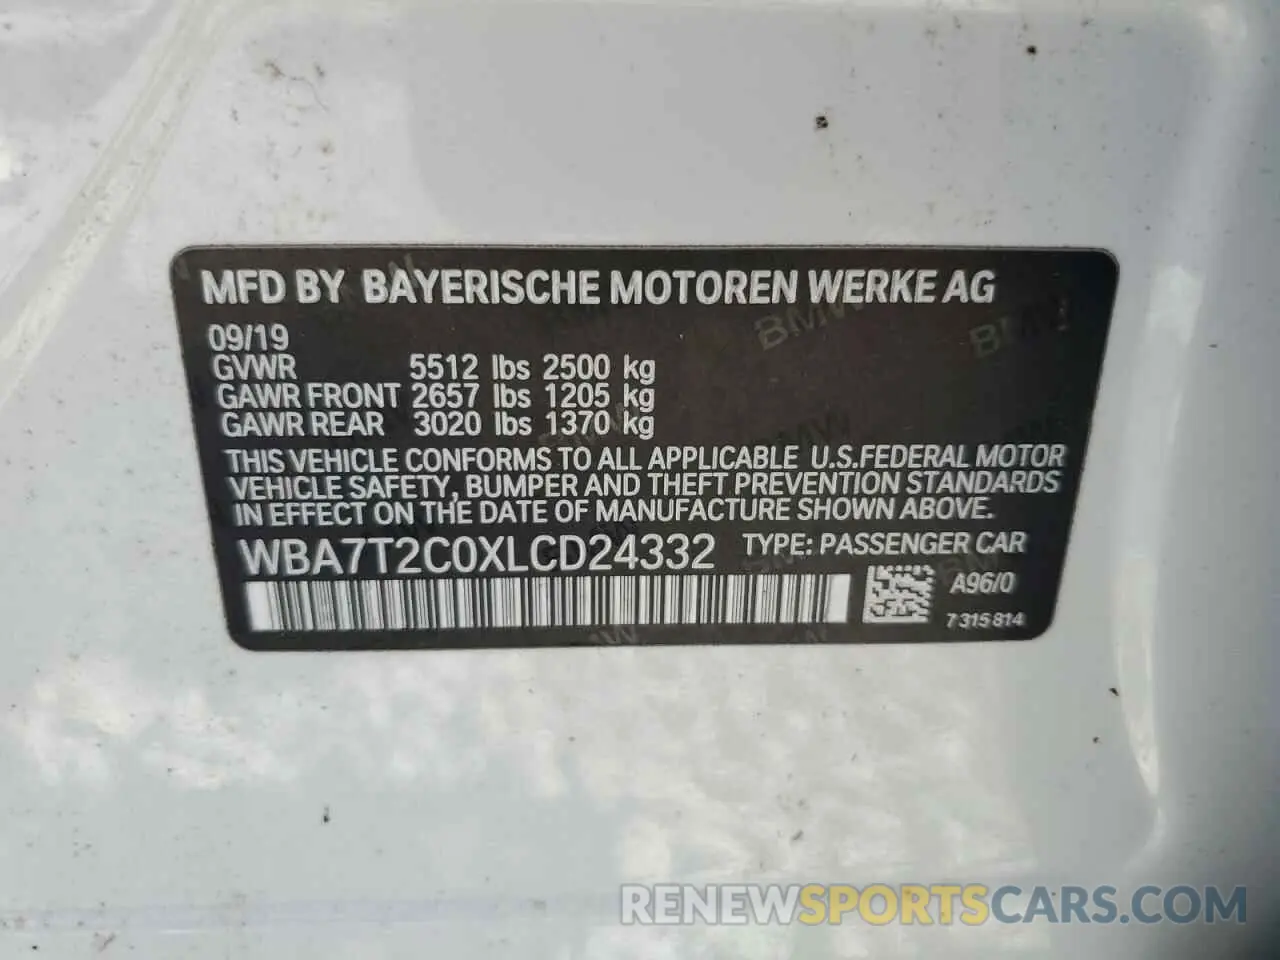 MFD BY BAYERISCHE MOTOREN WERKE AG
09/19
GVWR 5512 lbs 2500 kg
GAWR FRONT 2657 lbs 1205 kg
GAWR REAR 3020 lbs 1370 kg
THIS VEHICLE CONFORMS TO ALL APPLICABLE U.S.FEDERAL MOTOR
VEHICLE SAFETY, BUMPER AND THEFT PREVENTION STANDARDS
IN EFFECT ON THE DATE OF MANUFACTURE SHOWN ABOVE.
WBA7T2C0XLCD24332 TYPE: PASSENGER CAR
A96/0
7 315 814
RENEWSPORTSCARS.COM